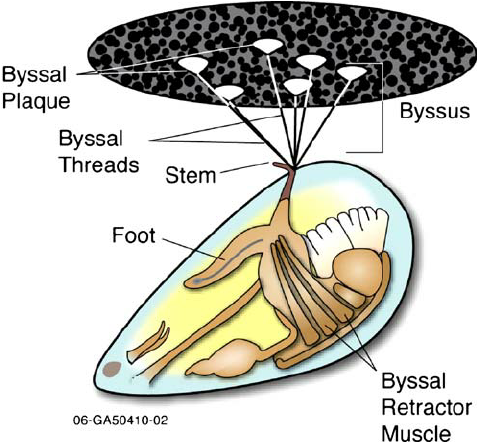 Byssal
Plaque
Byssus
Byssal
Threads
Stem
Foot
Byssal
Retractor
Muscle
06-GA50410-02